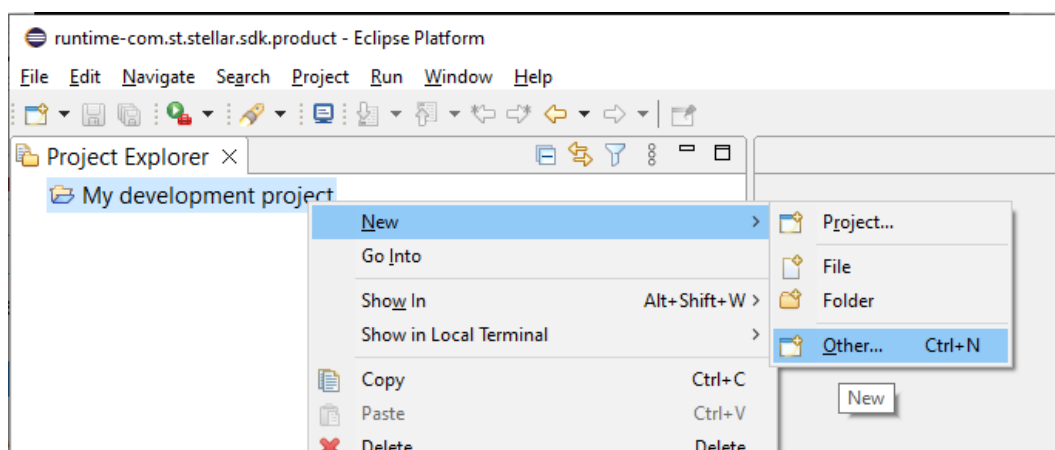 runtime-com.st.stellar.sdk.product - Eclipse Platform
File Edit Navigate Search Project Run Window Help
Project Explorer
My development project
New
Project...
Go Into
File
Show In Alt+Shift+W
Folder
Show in Local Terminal
Other... Ctrl+N
Copy Ctrl+C
New
Paste Ctrl+V
Delete Delete